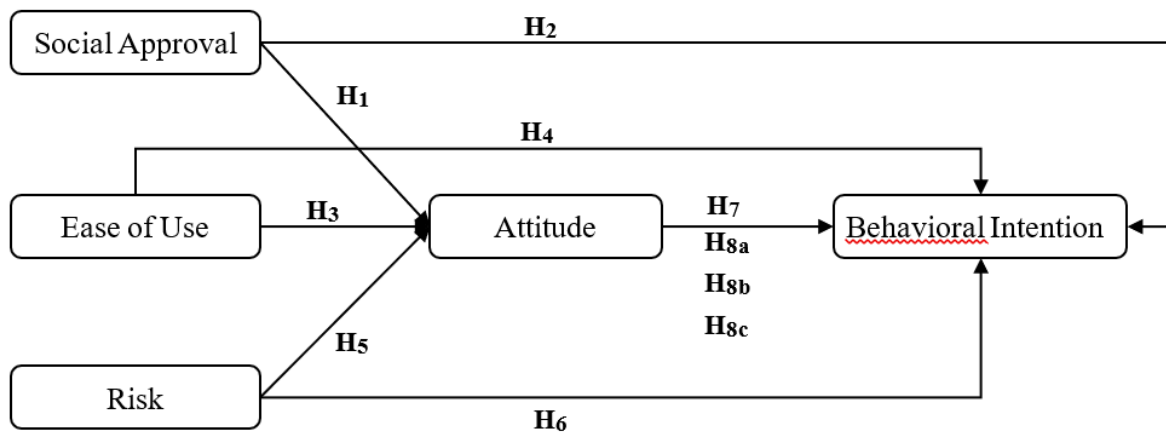 Social Approval
H2
H1
H4
Ease of Use
H3
Attitude
H7
Behavioral Intention
H8a
H8b
H8c
H5
Risk
H6